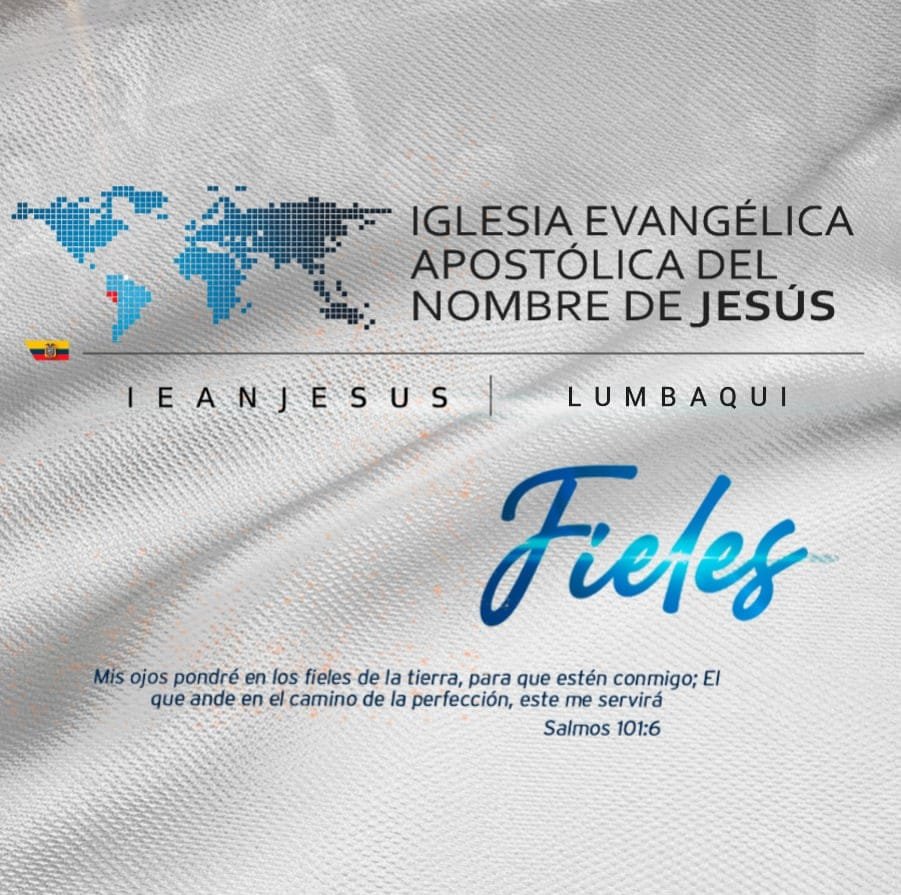 IGLESIA EVANGÉLICA
APOSTÓLICA DEL
NOMBRE DE JESÚS
IEANJESUS | LUMBAQUI
Fieles
Mis ojos pondré en los fieles de la tierra, para que estén conmigo; El
que ande en el camino de la perfección, este me servirá
Salmos 101:6